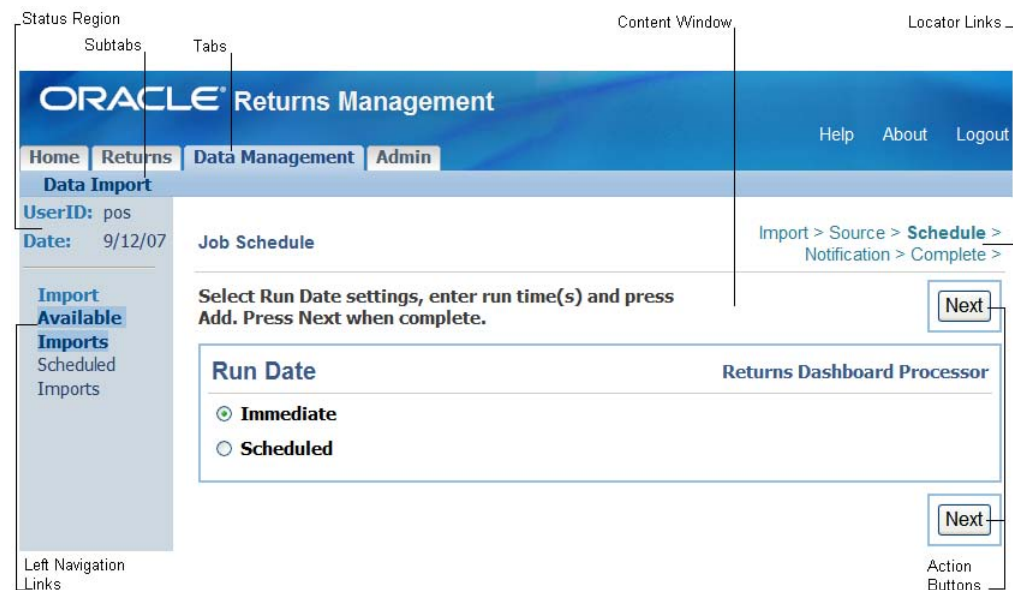 Status Region
Content Window
Locator Links
Subtabs
Tabs
ORACLE® Returns Management
Help About Logout
Home Returns Data Management Admin
Data Import
UserID: pos
Date: 9/12/07
Job Schedule
Import > Source > Schedule >
Notification > Complete >
Import
Available
Imports
Scheduled
Imports
Select Run Date settings, enter run time(s) and press
Add. Press Next when complete.
Next
Run Date
Returns Dashboard Processor
Immediate
Scheduled
Next
Left Navigation
Links
Action
Buttons